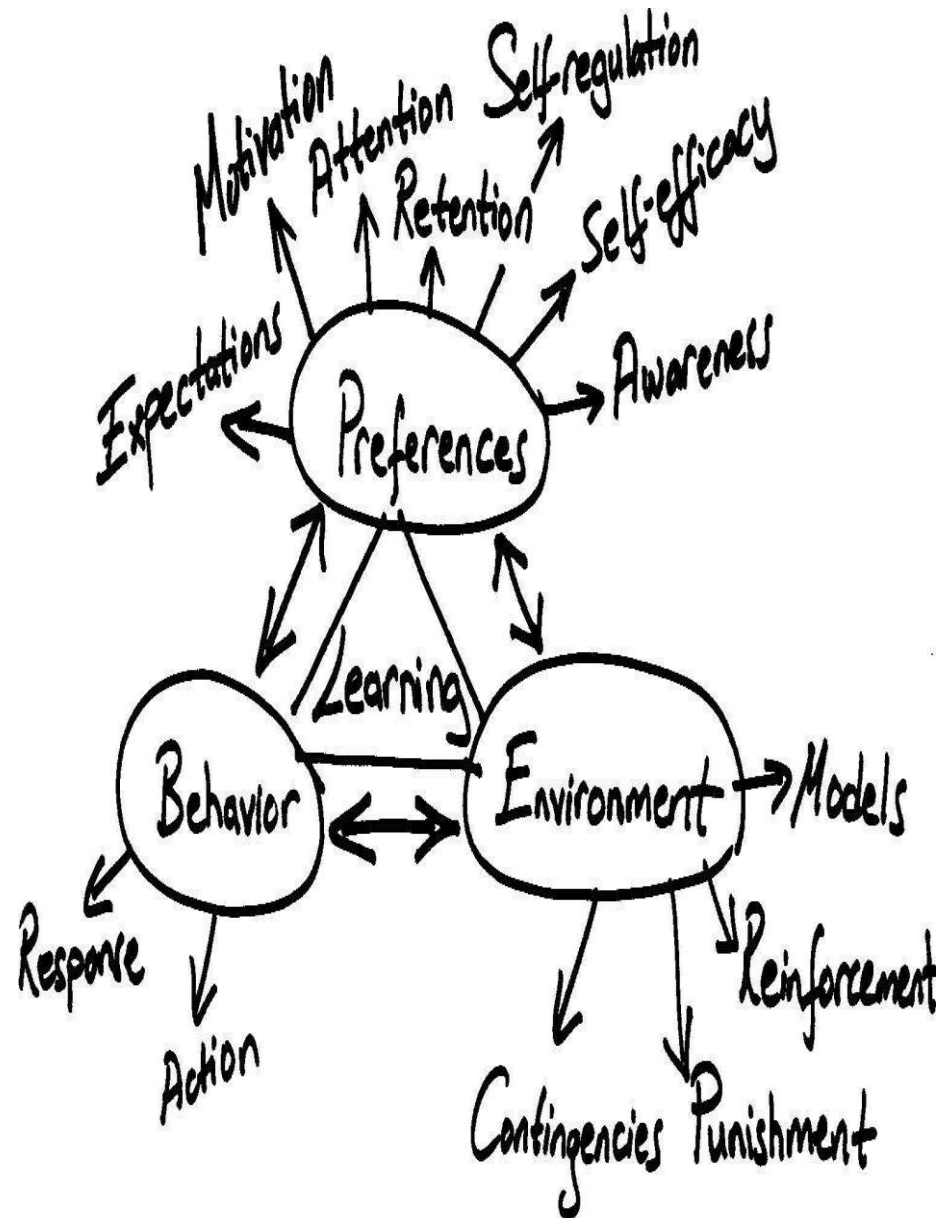 Self-regulation
Motivation
Attention
Retention
Self-efficacy
Expectations
Awareness
Preferences
Learning
Behavior
Environment
Models
Response
Reinforcement
Action
Contingencies
Punishment